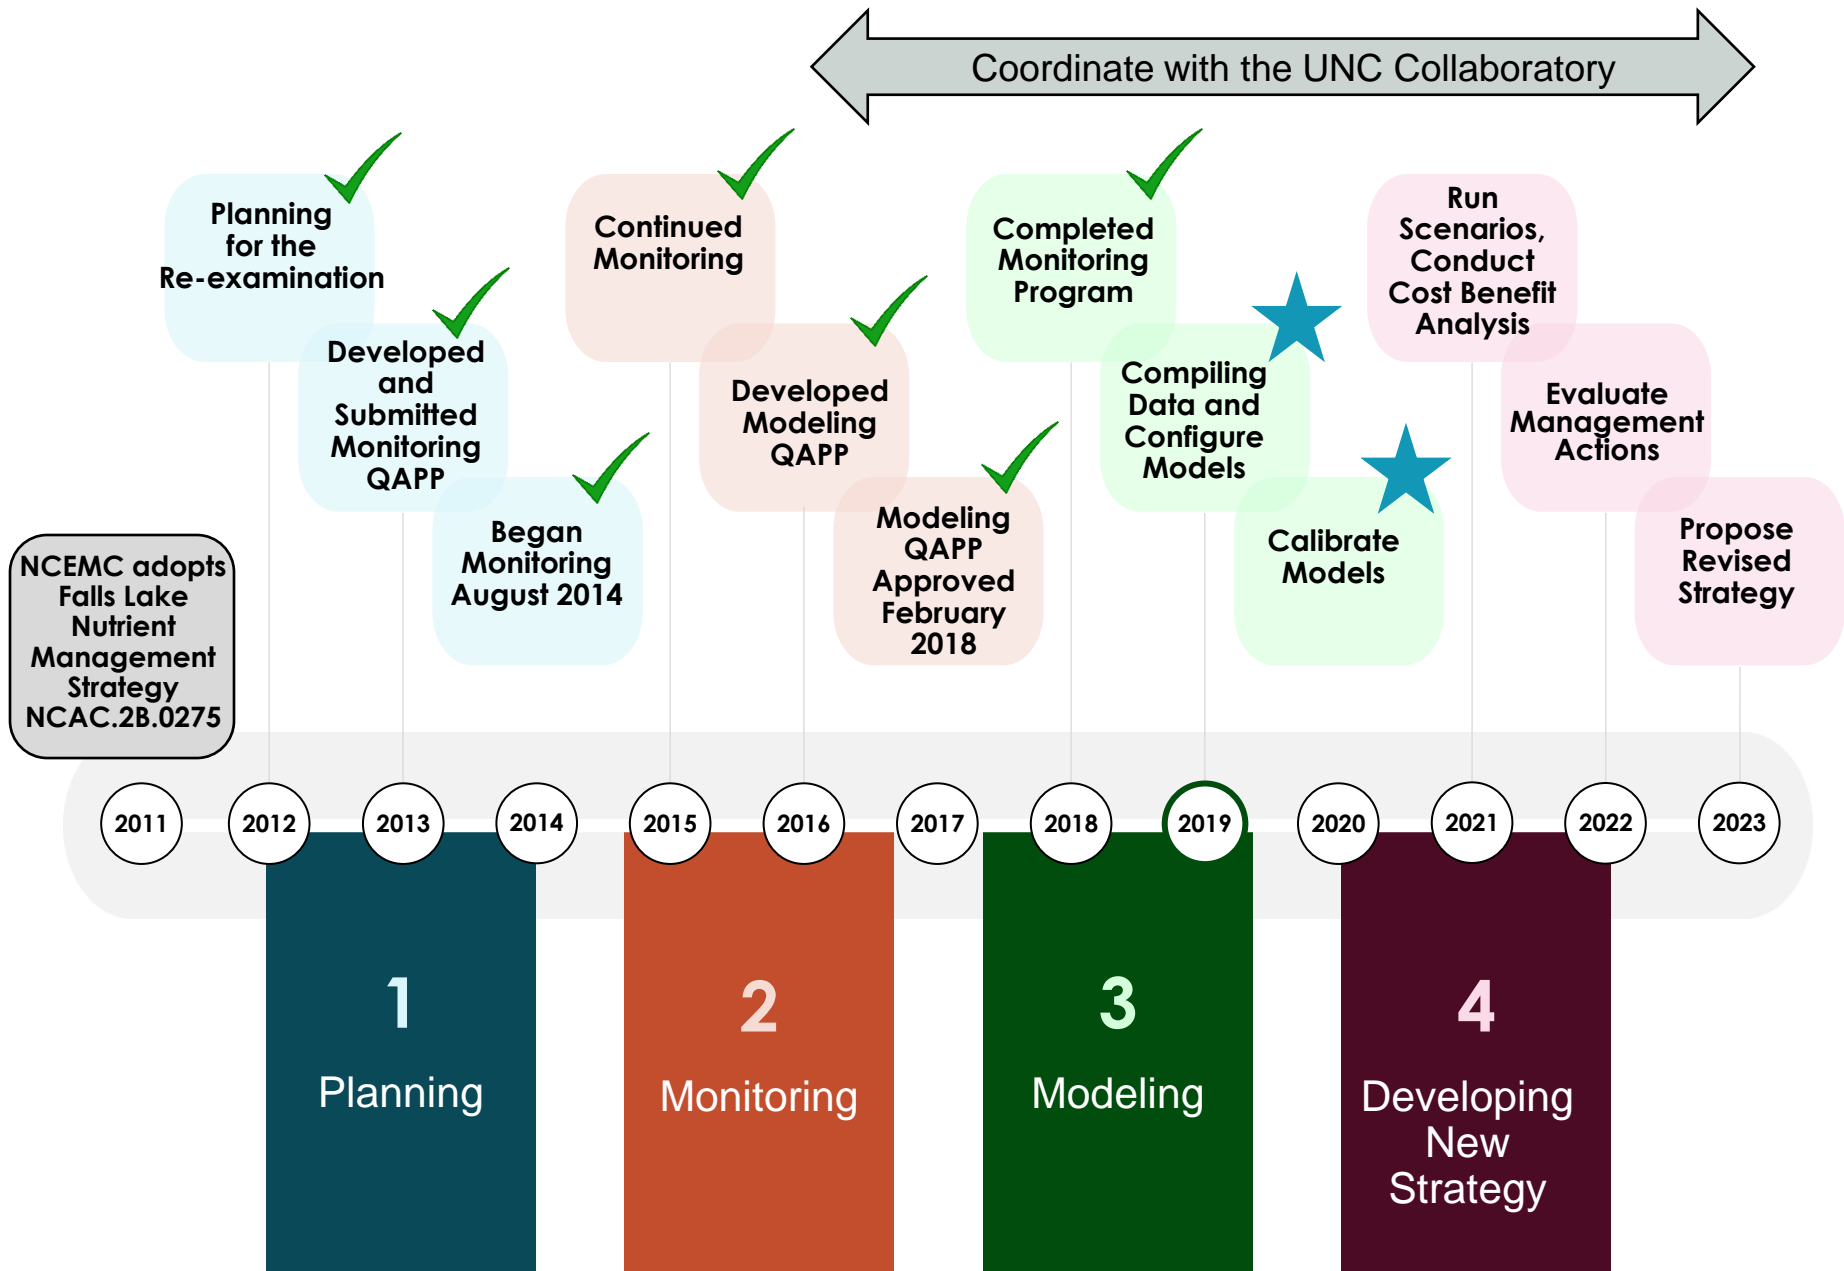 Coordinate with the UNC Collaboratory
Planning
for the
Re-examination
Developed
and
Submitted
Monitoring
QAPP
Began
Monitoring
August 2014
Continued
Monitoring
Developed
Modeling
QAPP
Modeling
QAPP
Approved
February
2018
Completed
Monitoring
Program
Compiling
Data and
Configure
Models
Calibrate
Models
Run
Scenarios,
Conduct
Cost Benefit
Analysis
Evaluate
Management
Actions
Propose
Revised
Strategy
NCEMC adopts
Falls Lake
Nutrient
Management
Strategy
NCAC.2B.0275
2011 2012 2013 2014 2015 2016 2017 2018 2019 2020 2021 2022 2023
1
Planning
2
Monitoring
3
Modeling
4
Developing
New
Strategy